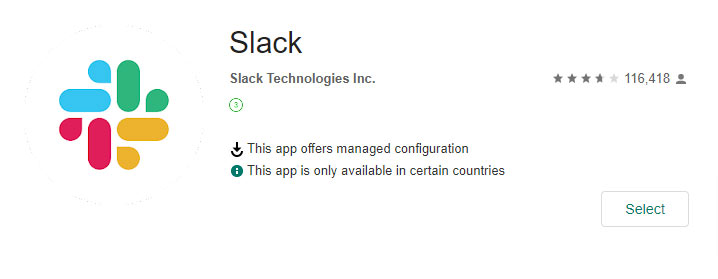 Slack
Slack Technologies Inc.
116,418
3
This app offers managed configuration
This app is only available in certain countries
Select